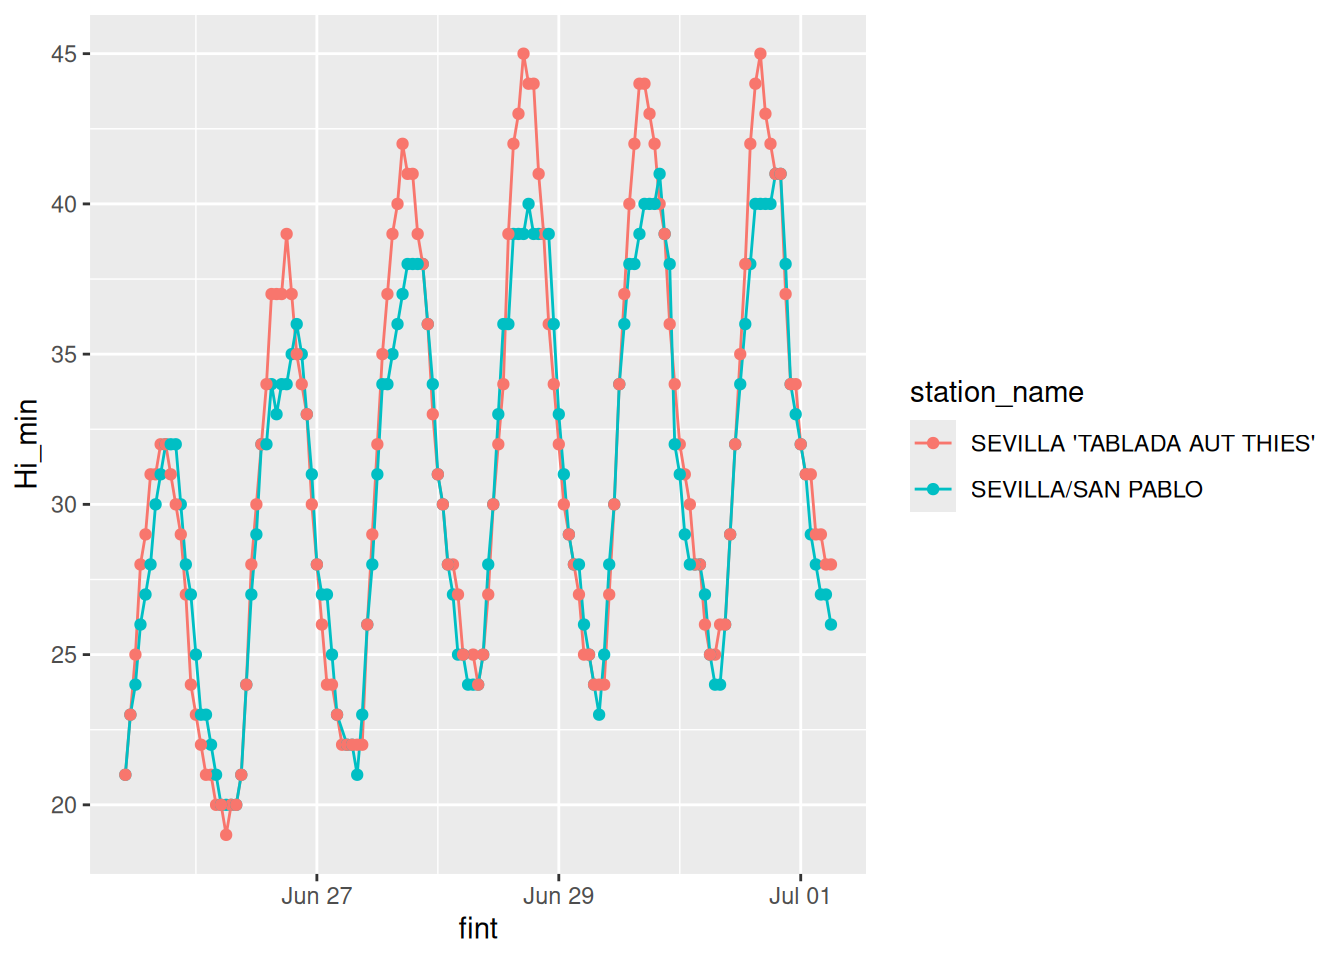 45
40
35
30
25
20
Hi_min
Jun 27
Jun 29
Jul 01
fint
station_name
SEVILLA 'TABLADA AUT THIES'
SEVILLA/SAN PABLO